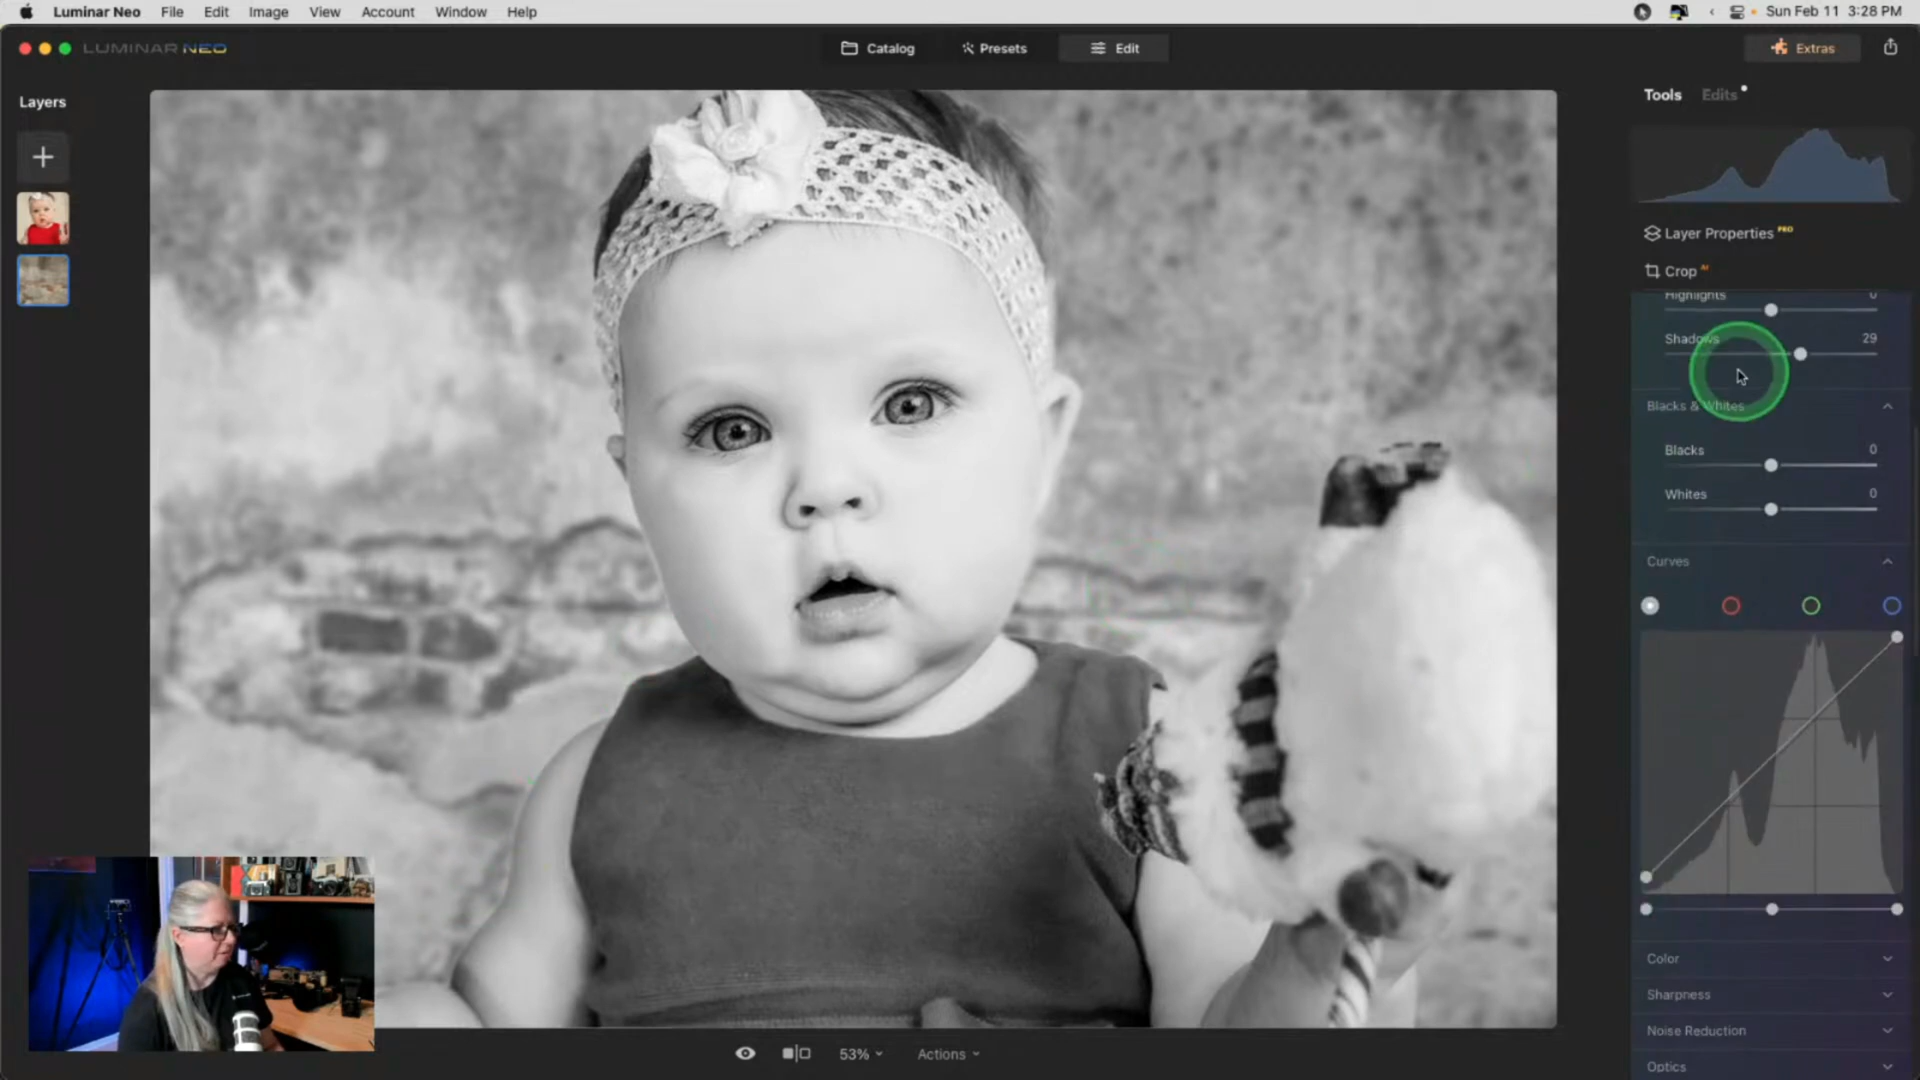 Luminar Neo File Edit Image View Account Window Help Sun Feb 11 3:28 PM
LUMINAR NEO Catalog Presets Edit Extras
Layers
Tools Edits
Layer Properties PRO
Crop AI
Highlights 0
Shadows 29
Blacks & Whites
Blacks 0
Whites 0
Curves
Color
Sharpness
Noise Reduction
Optics
53% Actions